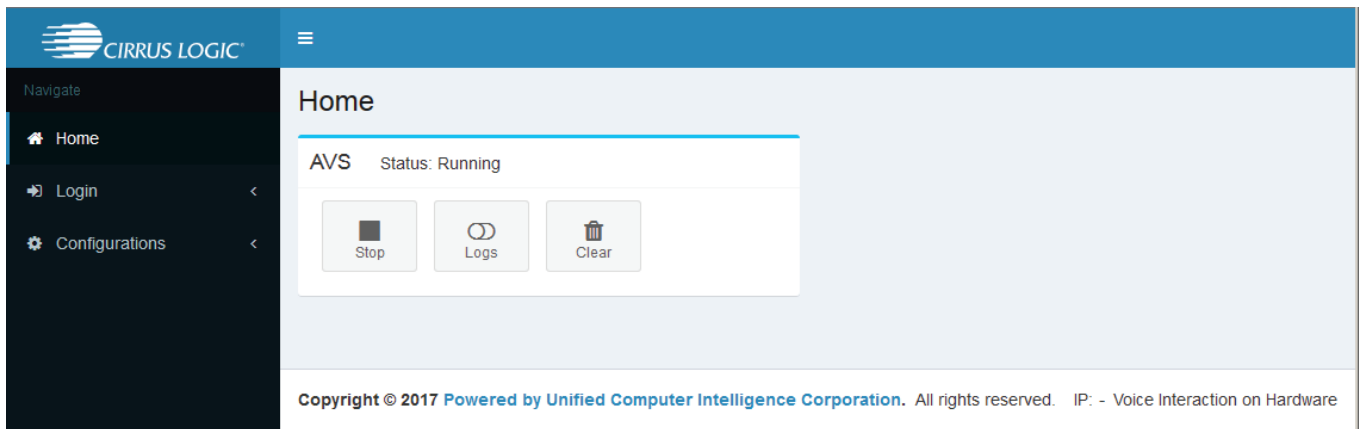 CIRRUS LOGIC®
Navigate
Home
Login
Configurations
Home
AVS Status: Running
Stop Logs Clear
Copyright © 2017 Powered by Unified Computer Intelligence Corporation. All rights reserved. IP: - Voice Interaction on Hardware